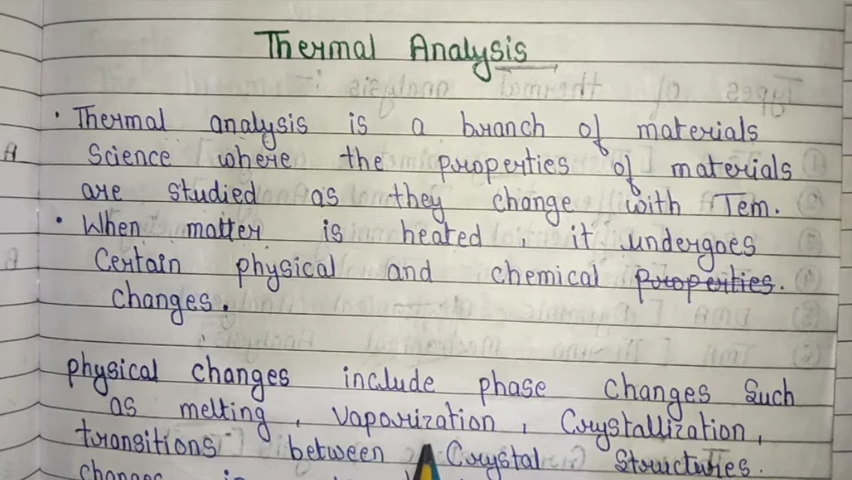 Thermal Analysis
• Thermal analysis is a branch of materials
Science where the properties of materials
are studied as they change with Tem.
• When matter is heated, it undergoes
Certain physical and chemical properties.
changes.
physical changes include phase changes Such
as melting, vaporization, Crystallization,
transitions between Crystal Structures.
changes in